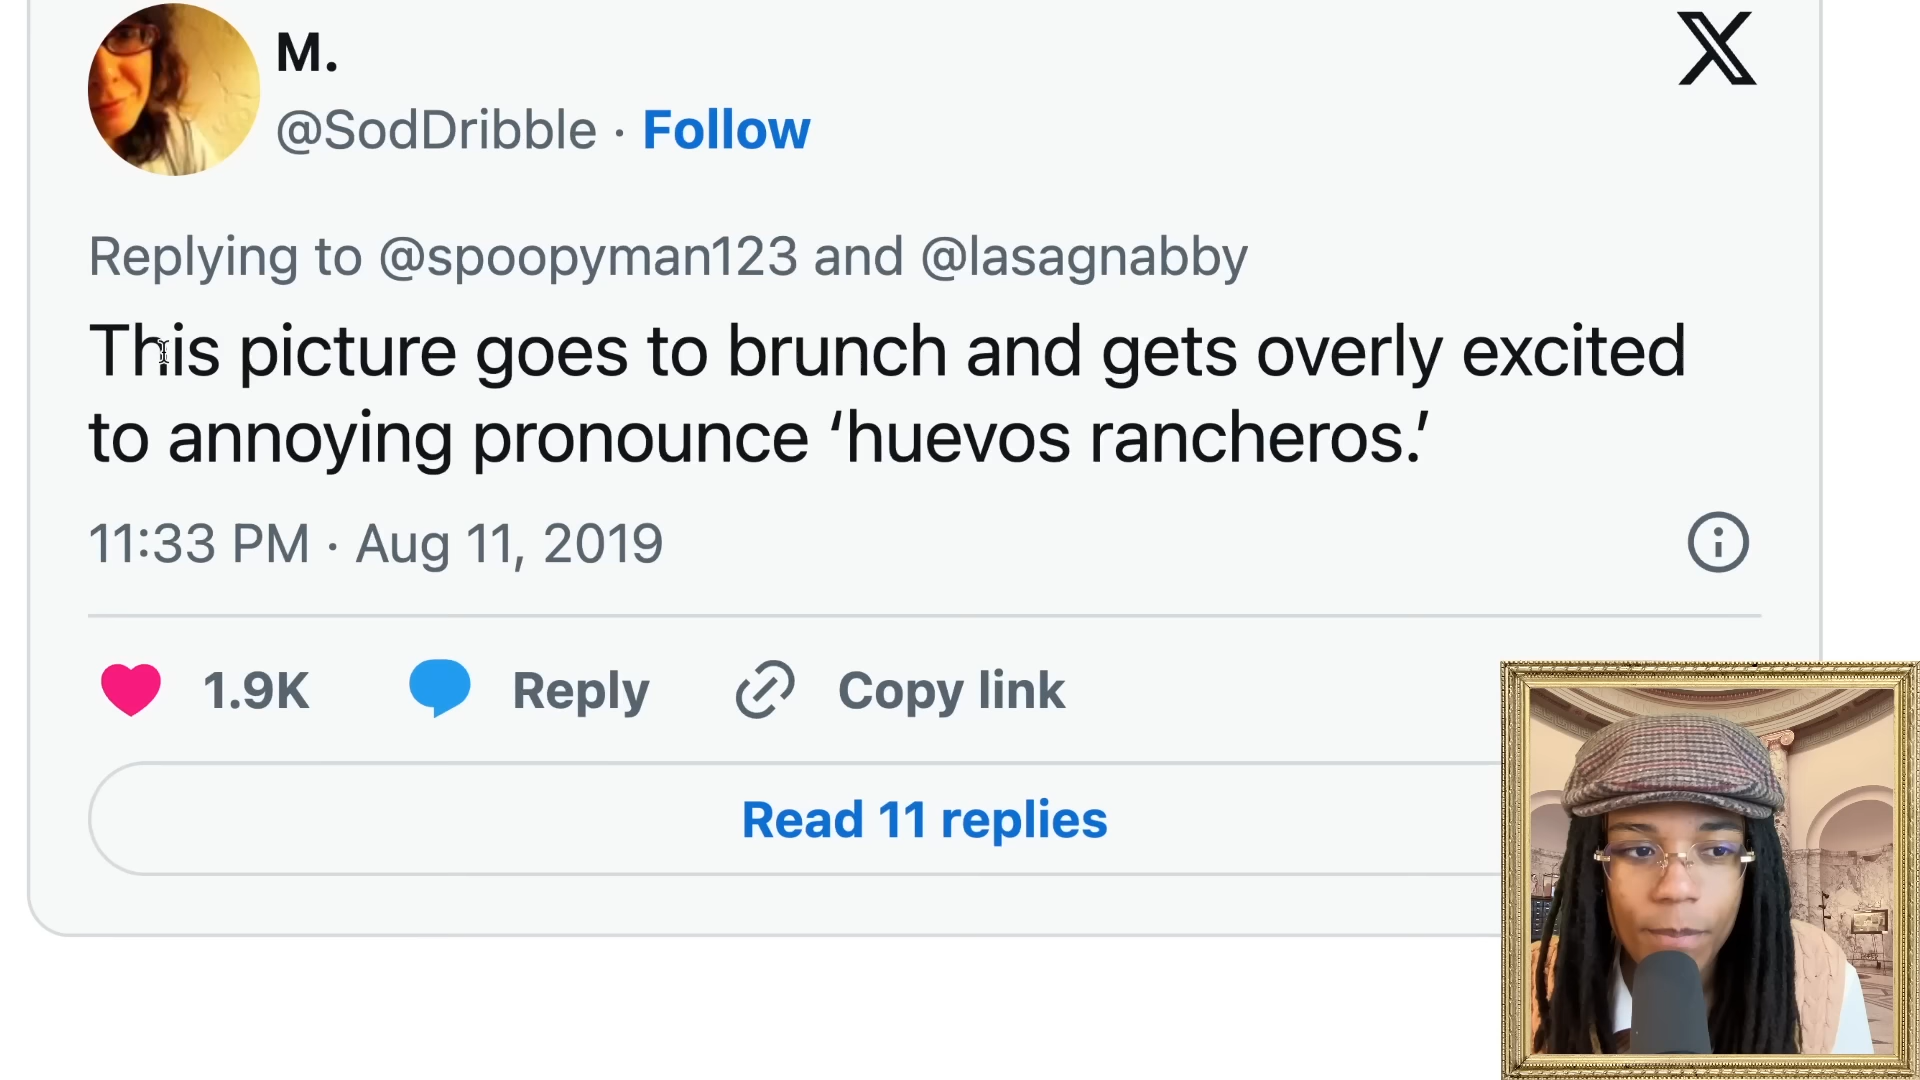 M.
@SodDribble · Follow
Replying to @spoopyman123 and @lasagnabby
This picture goes to brunch and gets overly excited
to annoying pronounce ‘huevos rancheros.’
11:33 PM · Aug 11, 2019
1.9K Reply Copy link
Read 11 replies